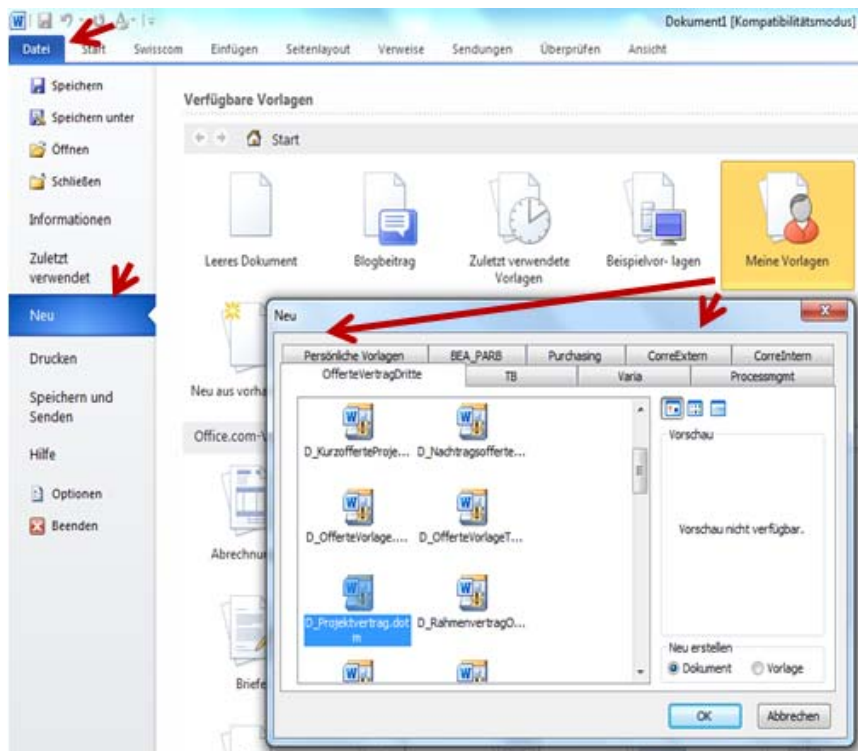 Dokument1 [Kompatibilitätsmodus]
Datei Start Swisscom Einfügen Seitenlayout Verweise Sendungen Überprüfen Ansicht
Speichern
Speichern unter
Öffnen
Schließen
Informationen
Zuletzt
verwendet
Neu
Drucken
Speichern und
Senden
Hilfe
Optionen
Beenden
Verfügbare Vorlagen
Start
Leeres Dokument
Blogbeitrag
Zuletzt verwendete
Vorlagen
Beispielvor- lagen
Meine Vorlagen
Neu aus vorha
Office.com-V
Abrechnun
Briefe
Neu
Persönliche Vorlagen BEA_PARB Purchasing CorreExtern CorreIntern
OfferteVertragDritte TB Varia Processmgmt
D_KurzofferteProje... D_Nachtragsofferte...
D_OfferteVorlage.... D_OfferteVorlageT...
D_Projektvertrag.dot
m
D_RahmenvertragO...
Vorschau
Vorschau nicht verfügbar.
Neu erstellen
Dokument Vorlage
OK Abbrechen